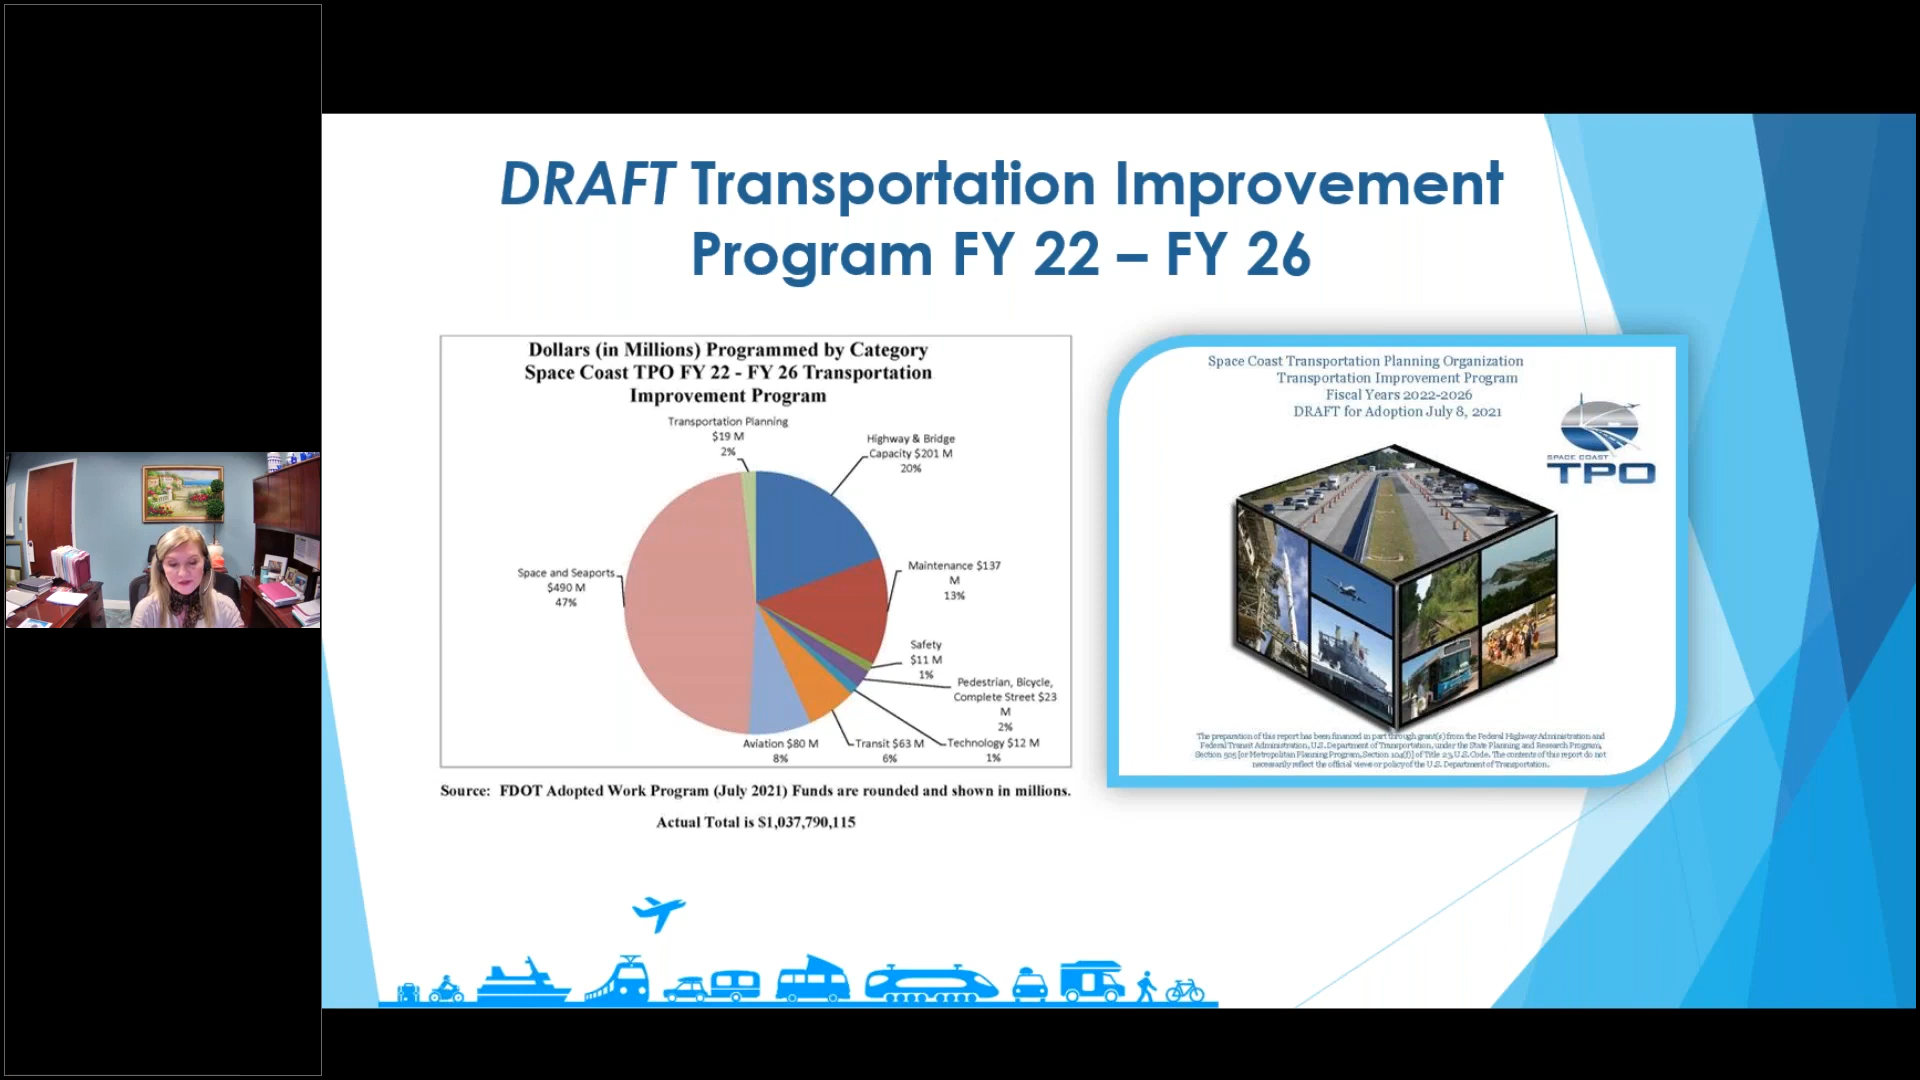 DRAFT Transportation Improvement
Program FY 22 – FY 26
Dollars (in Millions) Programmed by Category
Space Coast TPO FY 22 - FY 26 Transportation
Improvement Program
Transportation Planning
$19 M
2%
Highway & Bridge
Capacity $201 M
20%
Maintenance $137
M
13%
Safety
$11 M
1%
Pedestrian, Bicycle,
Complete Street $23
M
2%
Technology $12 M
1%
Transit $63 M
6%
Aviation $80 M
8%
Space and Seaports
$490 M
47%
Source: FDOT Adopted Work Program (July 2021) Funds are rounded and shown in millions.
Actual Total is $1,037,790,115
Space Coast Transportation Planning Organization
Transportation Improvement Program
Fiscal Years 2022-2026
DRAFT for Adoption July 8, 2021
SPACE COAST
TPO
The preparation of this report has been financed in part through grant(s) from the Federal Highway Administration and
Federal Transit Administration, U.S. Department of Transportation, under the State Planning and Research Program,
Section 505 [or Metropolitan Planning Program, Section 104(f)] of Title 23, U.S. Code. The contents of this report do not
necessarily reflect the official views or policy of the U.S. Department of Transportation.